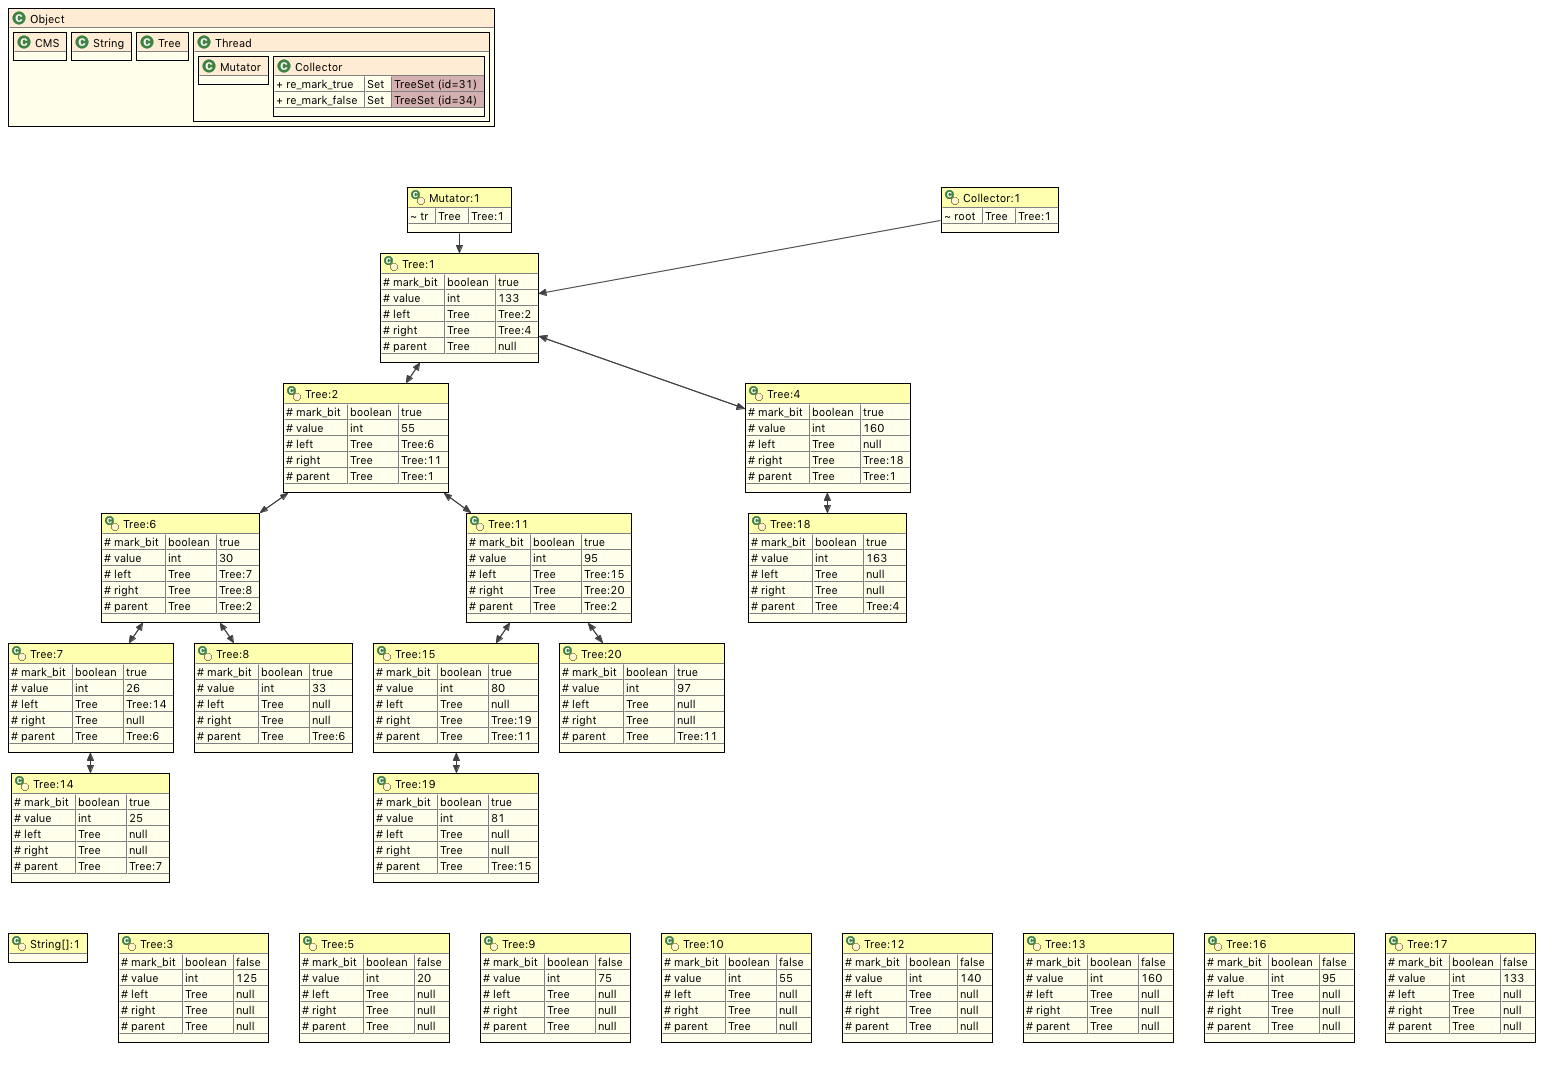 C Object
C CMS
C String
C Tree
C Thread
C Mutator
C Collector
+ re_mark_true Set TreeSet (id=31)
+ re_mark_false Set TreeSet (id=34)
C Mutator:1
~ tr Tree Tree:1
C Collector:1
~ root Tree Tree:1
C Tree:1
# mark_bit boolean true
# value int 133
# left Tree Tree:2
# right Tree Tree:4
# parent Tree null
C Tree:2
# mark_bit boolean true
# value int 55
# left Tree Tree:6
# right Tree Tree:11
# parent Tree Tree:1
C Tree:4
# mark_bit boolean true
# value int 160
# left Tree null
# right Tree Tree:18
# parent Tree Tree:1
C Tree:6
# mark_bit boolean true
# value int 30
# left Tree Tree:7
# right Tree Tree:8
# parent Tree Tree:2
C Tree:11
# mark_bit boolean true
# value int 95
# left Tree Tree:15
# right Tree Tree:20
# parent Tree Tree:2
C Tree:18
# mark_bit boolean true
# value int 163
# left Tree null
# right Tree null
# parent Tree Tree:4
C Tree:7
# mark_bit boolean true
# value int 26
# left Tree Tree:14
# right Tree null
# parent Tree Tree:6
C Tree:8
# mark_bit boolean true
# value int 33
# left Tree null
# right Tree null
# parent Tree Tree:6
C Tree:15
# mark_bit boolean true
# value int 80
# left Tree null
# right Tree Tree:19
# parent Tree Tree:11
C Tree:20
# mark_bit boolean true
# value int 97
# left Tree null
# right Tree null
# parent Tree Tree:11
C Tree:14
# mark_bit boolean true
# value int 25
# left Tree null
# right Tree null
# parent Tree Tree:7
C Tree:19
# mark_bit boolean true
# value int 81
# left Tree null
# right Tree null
# parent Tree Tree:15
C String[]:1
C Tree:3
# mark_bit boolean false
# value int 125
# left Tree null
# right Tree null
# parent Tree null
C Tree:5
# mark_bit boolean false
# value int 20
# left Tree null
# right Tree null
# parent Tree null
C Tree:9
# mark_bit boolean false
# value int 75
# left Tree null
# right Tree null
# parent Tree null
C Tree:10
# mark_bit boolean false
# value int 55
# left Tree null
# right Tree null
# parent Tree null
C Tree:12
# mark_bit boolean false
# value int 140
# left Tree null
# right Tree null
# parent Tree null
C Tree:13
# mark_bit boolean false
# value int 160
# left Tree null
# right Tree null
# parent Tree null
C Tree:16
# mark_bit boolean false
# value int 95
# left Tree null
# right Tree null
# parent Tree null
C Tree:17
# mark_bit boolean false
# value int 133
# left Tree null
# right Tree null
# parent Tree null